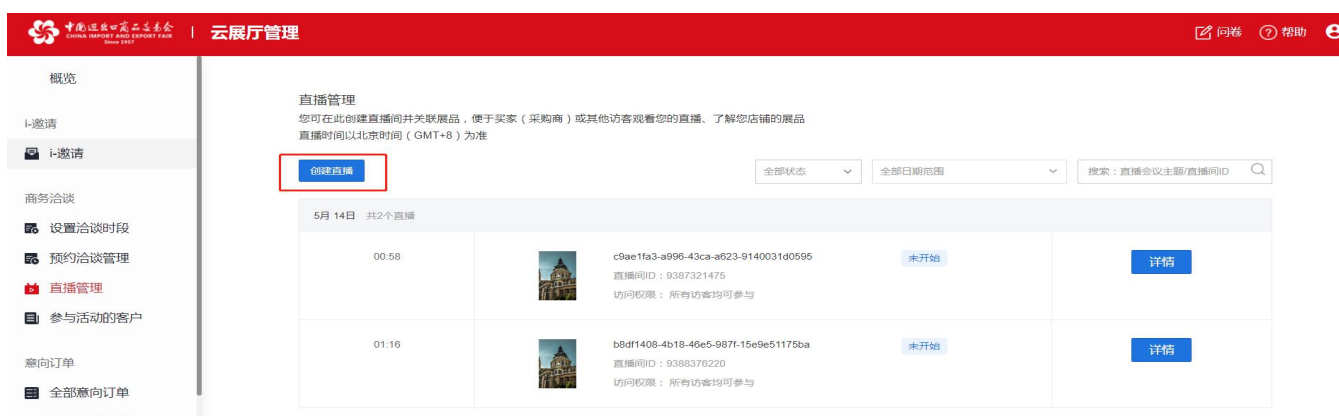 中国进出口商品交易会
CHINA IMPORT AND EXPORT FAIR
Since 1957
云展厅管理
问卷
帮助
概览
i-邀请
i-邀请
商务洽谈
设置洽谈时段
预约洽谈管理
直播管理
参与活动的客户
意向订单
全部意向订单
直播管理
您可在此创建直播间并关联展品，便于买家（采购商）或其他访客观看您的直播、了解您店铺的展品
直播时间以北京时间（GMT+8）为准
创建直播
全部状态
全部日期范围
搜索：直播会议主题/直播间ID
5月 14日 共2个直播
00:58
c9ae1fa3-a996-43ca-a623-9140031d0595
直播间ID：9387321475
访问权限： 所有访客均可参与
未开始
详情
01:16
b8df1408-4b18-46e5-987f-15e9e51175ba
直播间ID：9388376220
访问权限： 所有访客均可参与
未开始
详情